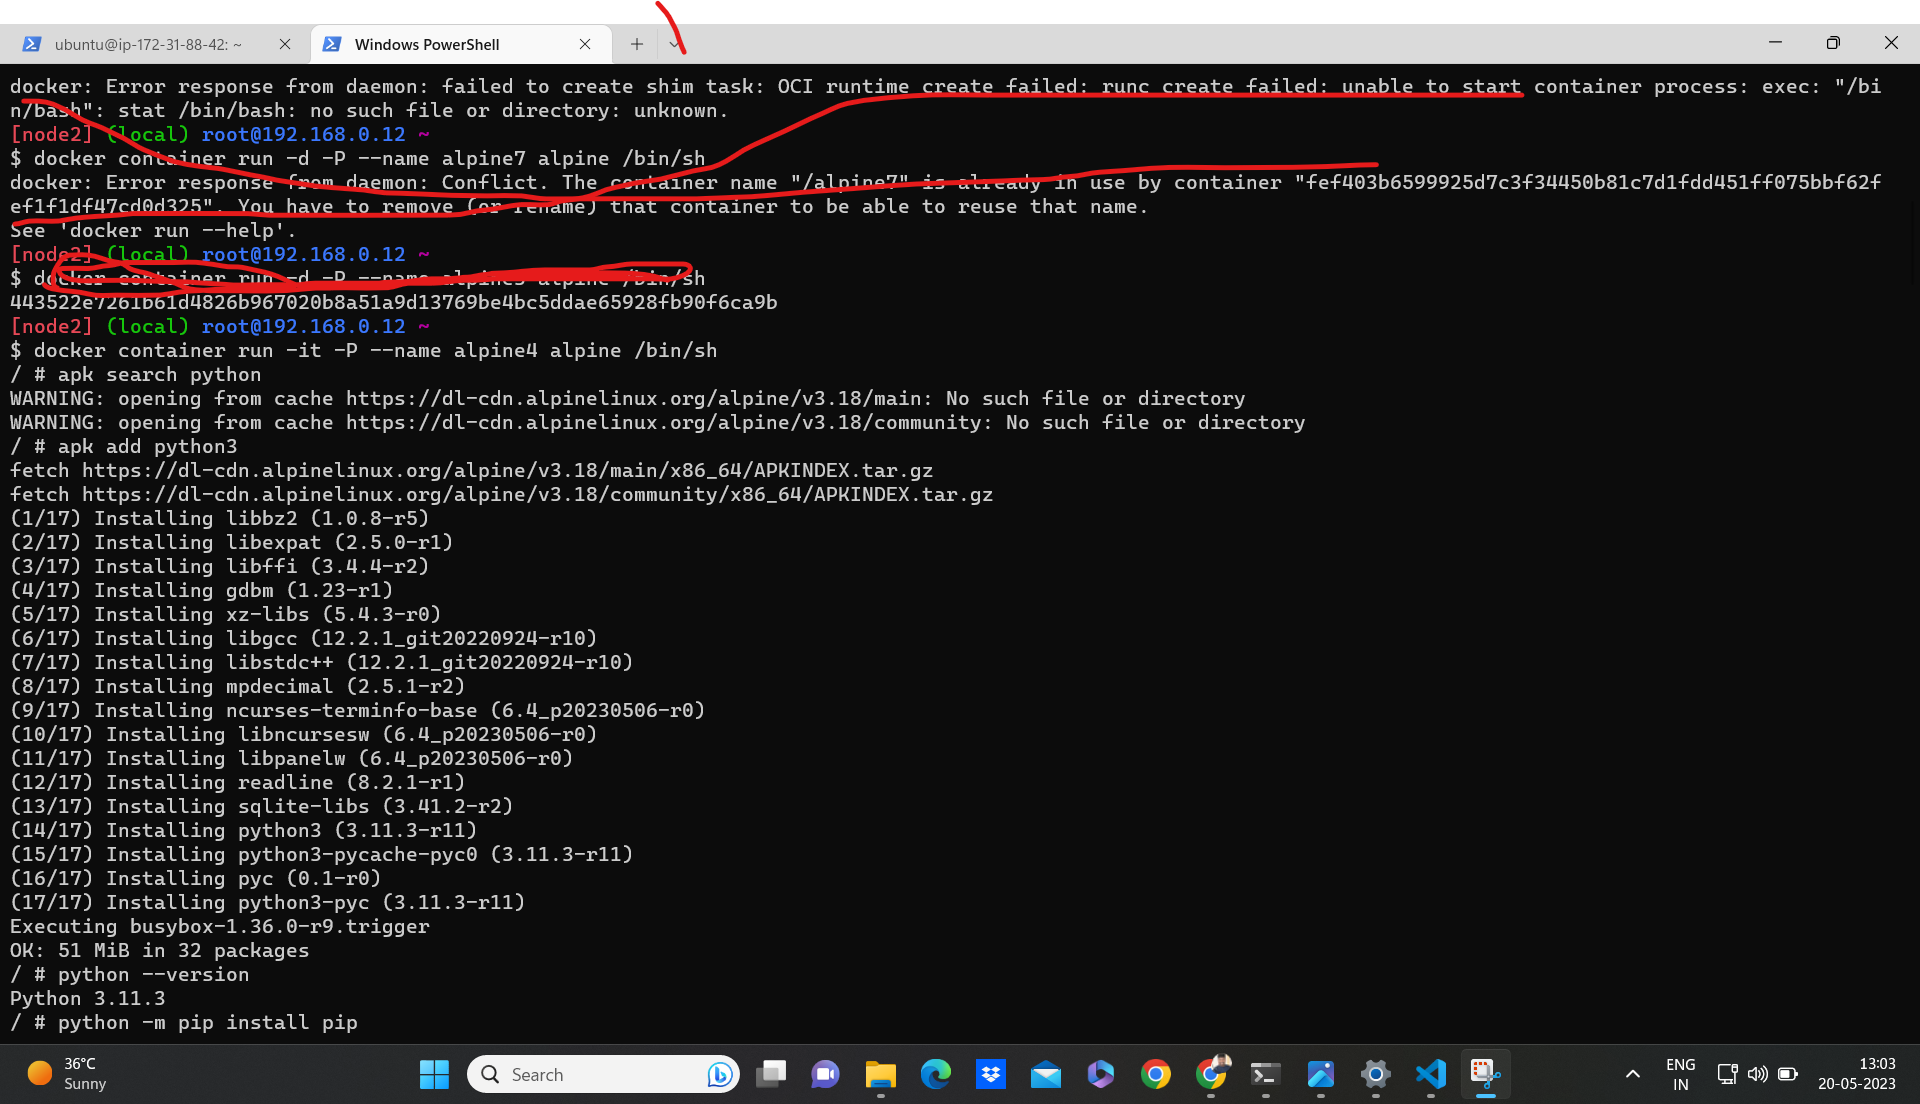 ubuntu@ip-172-31-88-42: ~
Windows PowerShell
docker: Error response from daemon: failed to create shim task: OCI runtime create failed: runc create failed: unable to start container process: exec: "/bi
n/bash": stat /bin/bash: no such file or directory: unknown.
[node2] (local) root@192.168.0.12 ~
$ docker container run -d -P --name alpine7 alpine /bin/sh
docker: Error response from daemon: Conflict. The container name "/alpine7" is already in use by container "fef403b6599925d7c3f34450b81c7d1fdd451ff075bbf62f
ef1f1df47cd0d325". You have to remove (or rename) that container to be able to reuse that name.
See 'docker run --help'.
[node2] (local) root@192.168.0.12 ~
$ docker container run -d -P --name alpine /bin/sh
443522e7261b61d4826b967020b8a51a9d13769be4bc5ddae65928fb90f6ca9b
[node2] (local) root@192.168.0.12 ~
$ docker container run -it -P --name alpine4 alpine /bin/sh
/ # apk search python
WARNING: opening from cache https://dl-cdn.alpinelinux.org/alpine/v3.18/main: No such file or directory
WARNING: opening from cache https://dl-cdn.alpinelinux.org/alpine/v3.18/community: No such file or directory
/ # apk add python3
fetch https://dl-cdn.alpinelinux.org/alpine/v3.18/main/x86_64/APKINDEX.tar.gz
fetch https://dl-cdn.alpinelinux.org/alpine/v3.18/community/x86_64/APKINDEX.tar.gz
(1/17) Installing libbz2 (1.0.8-r5)
(2/17) Installing libexpat (2.5.0-r1)
(3/17) Installing libffi (3.4.4-r2)
(4/17) Installing gdbm (1.23-r1)
(5/17) Installing xz-libs (5.4.3-r0)
(6/17) Installing libgcc (12.2.1_git20220924-r10)
(7/17) Installing libstdc++ (12.2.1_git20220924-r10)
(8/17) Installing mpdecimal (2.5.1-r2)
(9/17) Installing ncurses-terminfo-base (6.4_p20230506-r0)
(10/17) Installing libncursesw (6.4_p20230506-r0)
(11/17) Installing libpanelw (6.4_p20230506-r0)
(12/17) Installing readline (8.2.1-r1)
(13/17) Installing sqlite-libs (3.41.2-r2)
(14/17) Installing python3 (3.11.3-r11)
(15/17) Installing python3-pycache-pyc0 (3.11.3-r11)
(16/17) Installing pyc (0.1-r0)
(17/17) Installing python3-pyc (3.11.3-r11)
Executing busybox-1.36.0-r9.trigger
OK: 51 MiB in 32 packages
/ # python --version
Python 3.11.3
/ # python -m pip install pip
36°C
Sunny
Search
ENG
IN
13:03
20-05-2023